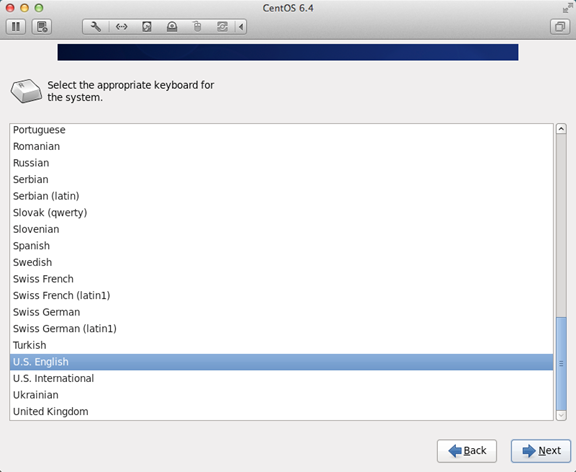 CentOS 6.4
Select the appropriate keyboard for
the system.
Portuguese
Romanian
Russian
Serbian
Serbian (latin)
Slovak (qwerty)
Slovenian
Spanish
Swedish
Swiss French
Swiss French (latin1)
Swiss German
Swiss German (latin1)
Turkish
U.S. English
U.S. International
Ukrainian
United Kingdom
Back
Next